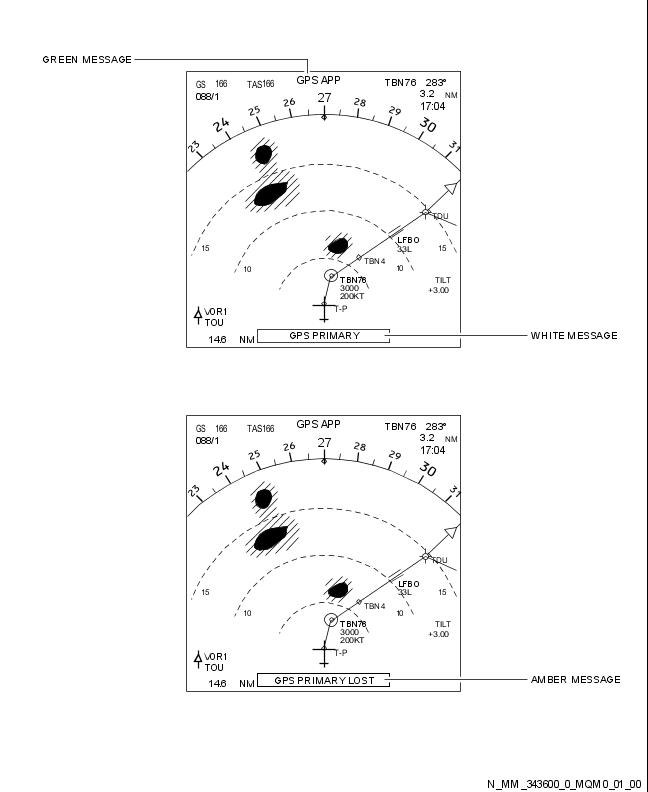 GREEN MESSAGE
GPS APP
GS 166 TAS166 TBN76 283°
088/1 3.2 NM
17:04
23 24 25 26 27 28 29 30 31
TOU
LFBO
15 33L
TBN4
10 10 15
TBN76 TILT
3000 +3.00
200KT
T-P
VOR1
TOU
14.6 NM GPS PRIMARY
WHITE MESSAGE
GPS APP
GS 166 TAS166 TBN76 283°
088/1 3.2 NM
17:04
23 24 25 26 27 28 29 30 31
TOU
LFBO
15 33L 15
TBN4
10 10
TBN76 TILT
3000 +3.00
200KT
T-P
VOR1
TOU
14.6 NM GPS PRIMARY LOST
AMBER MESSAGE
N_MM_343600_0_MQM0_01_00